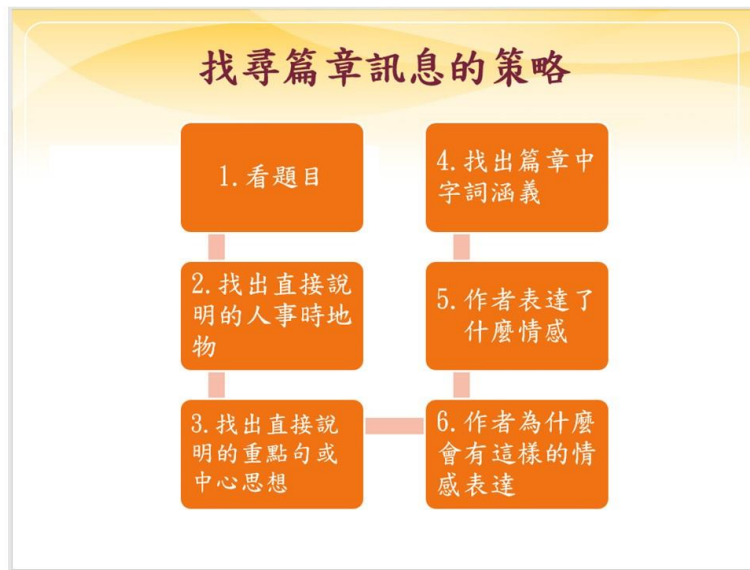 找尋篇章訊息的策略
1.看題目
2.找出直接說
明的人事時地
物
3.找出直接說
明的重點句或
中心思想
4.找出篇章中
字詞涵義
5.作者表達了
什麼情感
6.作者為什麼
會有這樣的情
感表達